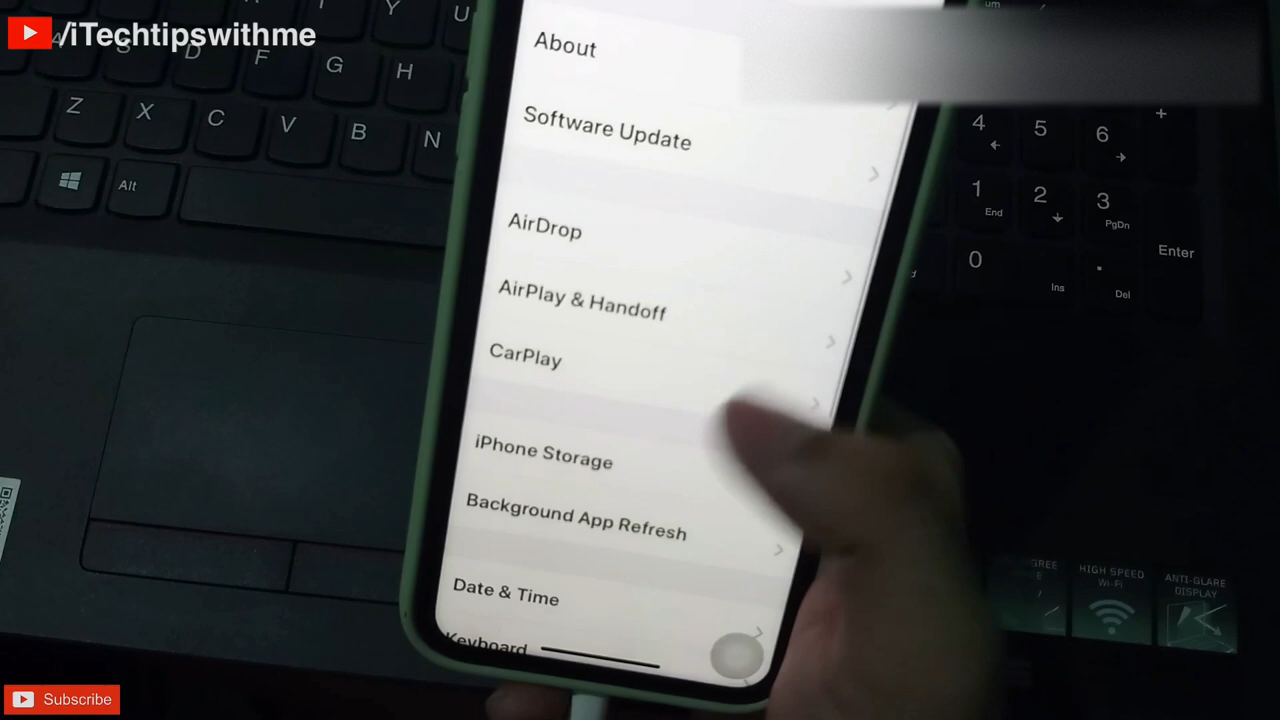 /iTechtipswithme
Y
U
A
S
D
F
G
H
Z
X
C
V
B
N
Alt
About
Software Update
AirDrop
AirPlay & Handoff
CarPlay
iPhone Storage
Background App Refresh
Date & Time
Keyboard
um
4
5
6
+
1
End
2
3
PgDn
Enter
0
Ins
.
Del
HIGH SPEED
Wi-Fi
ANTI-GLARE
DISPLAY
Subscribe